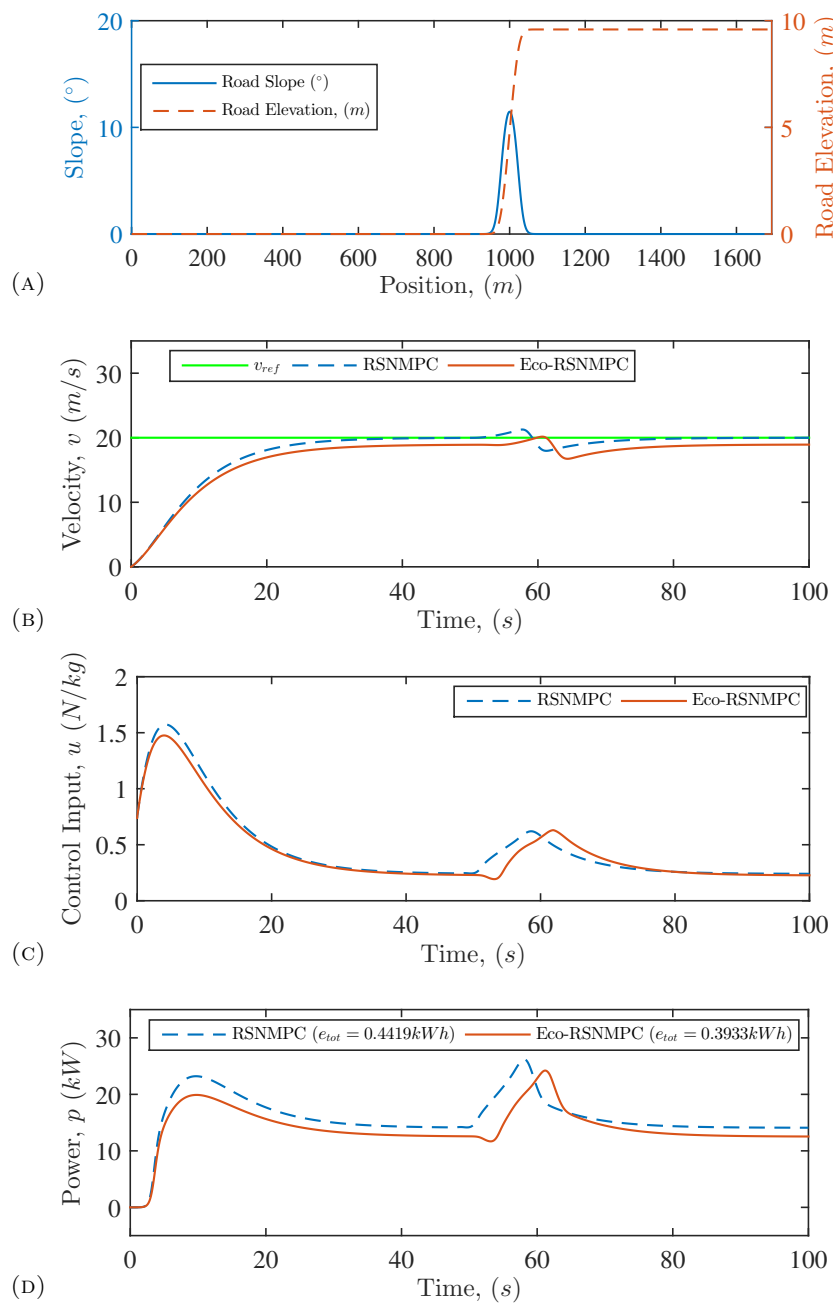 20
10
0
Slope, (°)
Road Slope (°)
Road Elevation, (m)
10
5
0
Road Elevation, (m)
0 200 400 600 800 1000 1200 1400 1600
Position, (m)
(A)
v_ref RSNMPC Eco-RSNMPC
30
20
10
0
Velocity, v (m/s)
0 20 40 60 80 100
Time, (s)
(B)
RSNMPC Eco-RSNMPC
2
1.5
1
0.5
0
Control Input, u (N/kg)
0 20 40 60 80 100
Time, (s)
(C)
RSNMPC (e_tot = 0.4419kWh) Eco-RSNMPC (e_tot = 0.3933kWh)
30
20
10
0
Power, p (kW)
0 20 40 60 80 100
Time, (s)
(D)